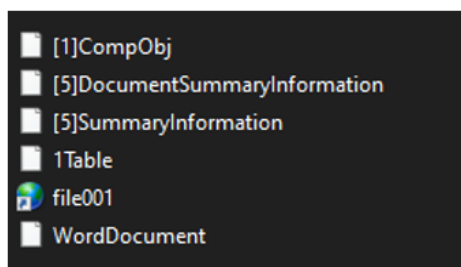 [1]CompObj
[5]DocumentSummaryInformation
[5]SummaryInformation
1Table
file001
WordDocument